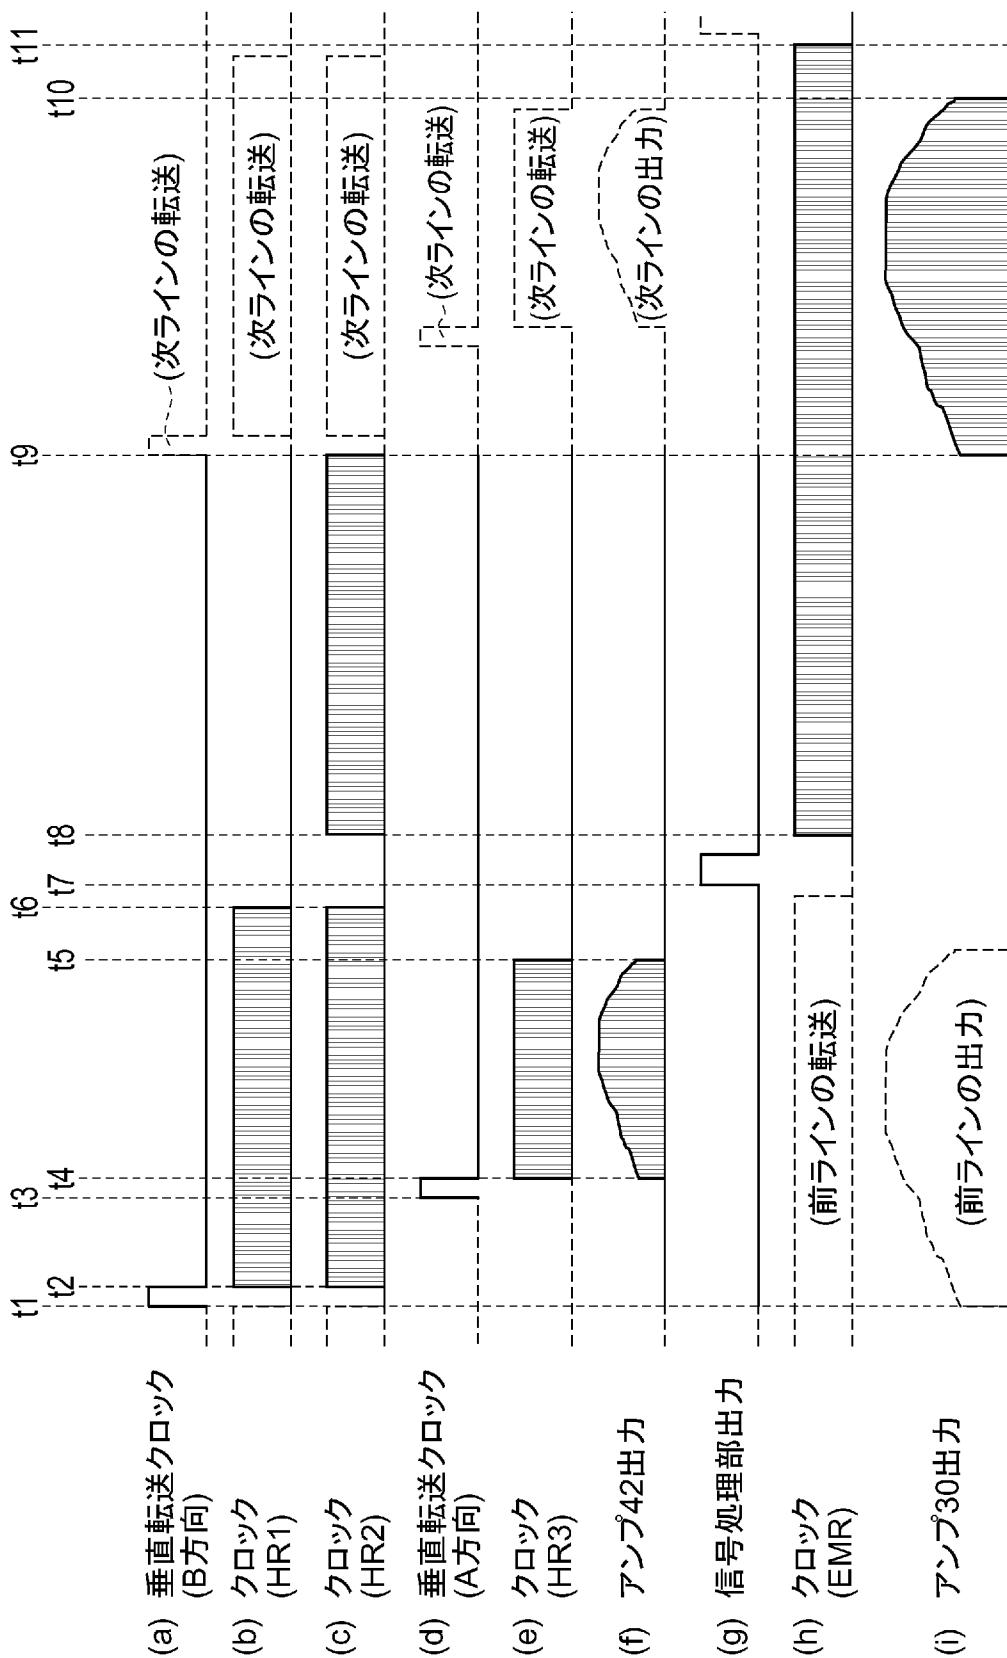 t1
t2
t3
t4
t5
t6
t7
t8
t9
t10
t11
(a) 垂直転送クロック
(B方向)
(次ラインの転送)
(b) クロック
(HR1)
(次ラインの転送)
(c) クロック
(HR2)
(次ラインの転送)
(d) 垂直転送クロック
(A方向)
(次ラインの転送)
(e) クロック
(HR3)
(次ラインの転送)
(f) アンプ42出力
(次ラインの出力)
(g) 信号処理部出力
(h) クロック
(EMR)
(前ラインの転送)
(i) アンプ30出力
(前ラインの出力)